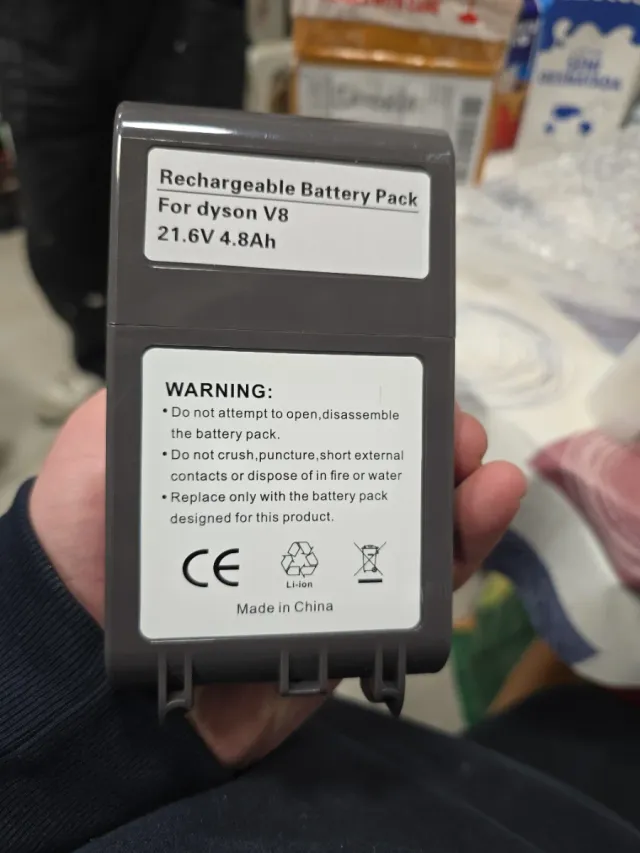 Rechargeable Battery Pack
For dyson V8
21.6V 4.8Ah
WARNING:
• Do not attempt to open,disassemble
the battery pack.
• Do not crush,puncture,short external
contacts or dispose of in fire or water
• Replace only with the battery pack
designed for this product.
CE
Li-ion
Made in China